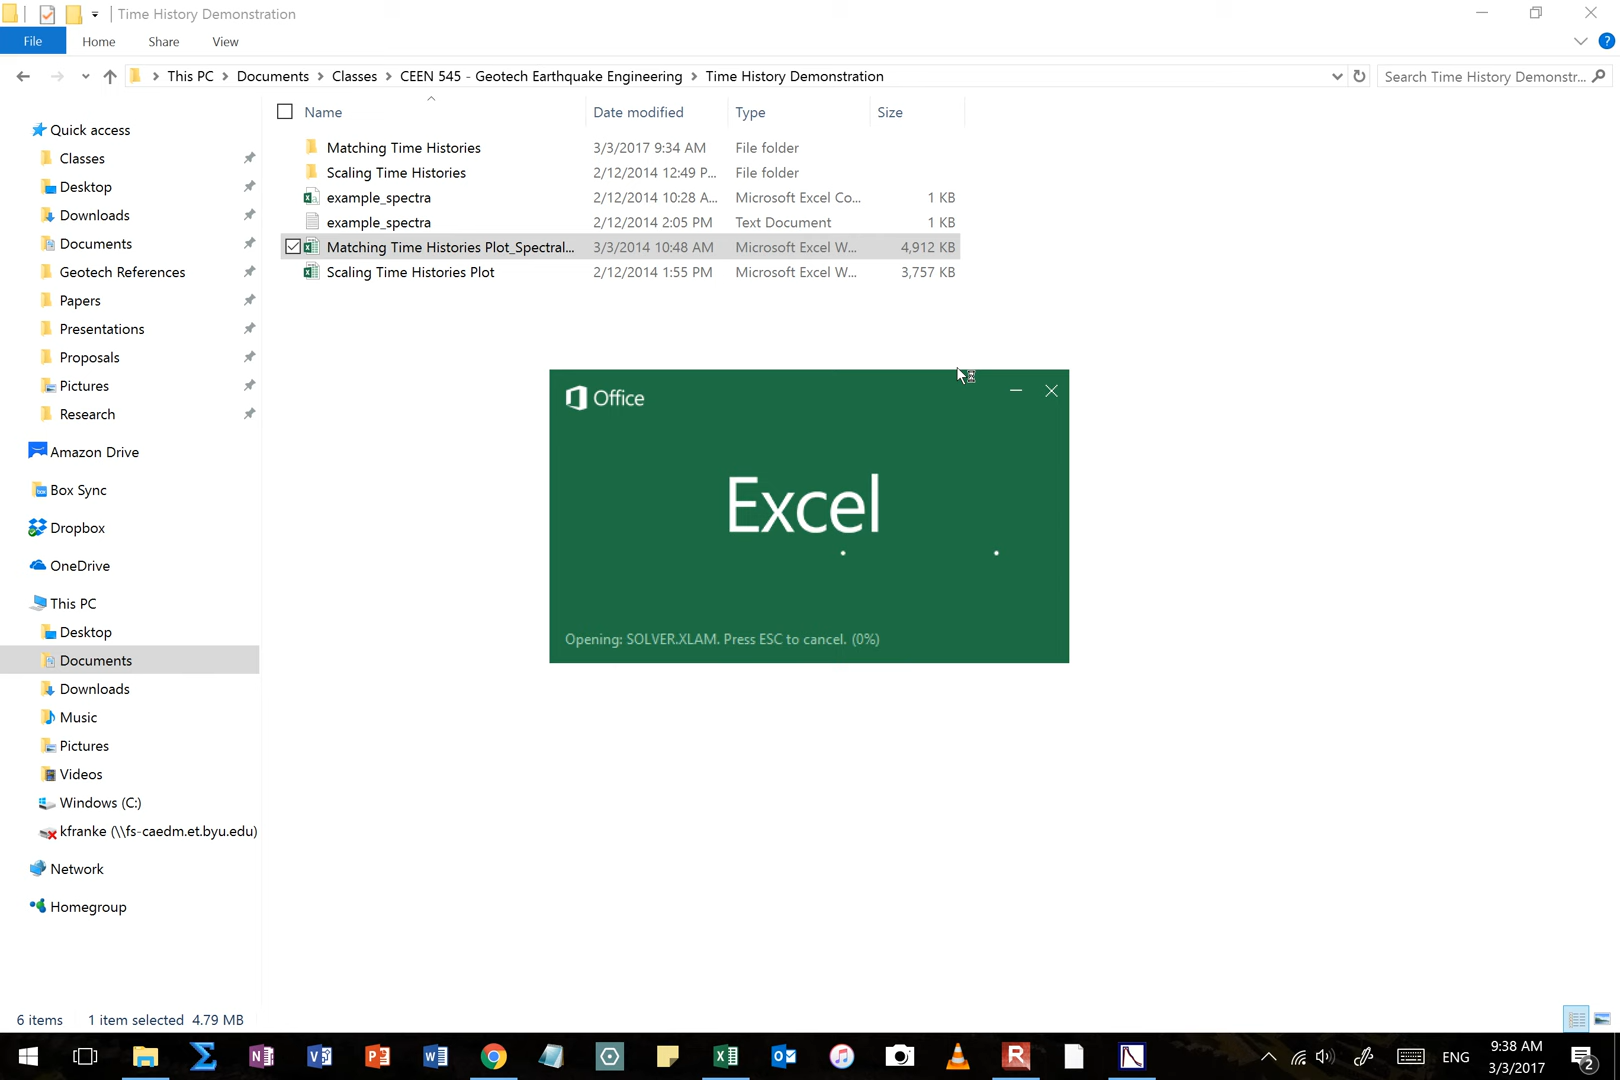 Time History Demonstration
File
Home
Share
View
This PC
Documents
Classes
CEEN 545 - Geotech Earthquake Engineering
Time History Demonstration
Search Time History Demonstr...
Name
Date modified
Type
Size
Matching Time Histories
3/3/2017 9:34 AM
File folder
Scaling Time Histories
2/12/2014 12:49 P...
File folder
example_spectra
2/12/2014 10:28 A...
Microsoft Excel Co...
1 KB
example_spectra
2/12/2014 2:05 PM
Text Document
1 KB
Matching Time Histories Plot_Spectral...
3/3/2014 10:48 AM
Microsoft Excel W...
4,912 KB
Scaling Time Histories Plot
2/12/2014 1:55 PM
Microsoft Excel W...
3,757 KB
Quick access
Classes
Desktop
Downloads
Documents
Geotech References
Papers
Presentations
Proposals
Pictures
Research
Amazon Drive
Box Sync
Dropbox
OneDrive
This PC
Desktop
Documents
Downloads
Music
Pictures
Videos
Windows (C:)
kfranke (\\fs-caedm.et.byu.edu)
Network
Homegroup
Office
Excel
Opening: SOLVER.XLAM. Press ESC to cancel. (0%)
6 items
1 item selected
4.79 MB
ENG
9:38 AM
3/3/2017
2